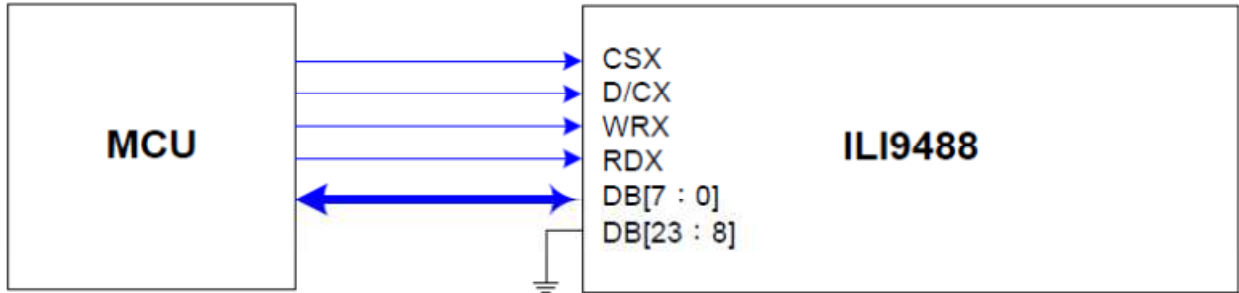 MCU
CSX
D/CX
WRX
RDX
DB[7：0]
DB[23：8]
ILI9488